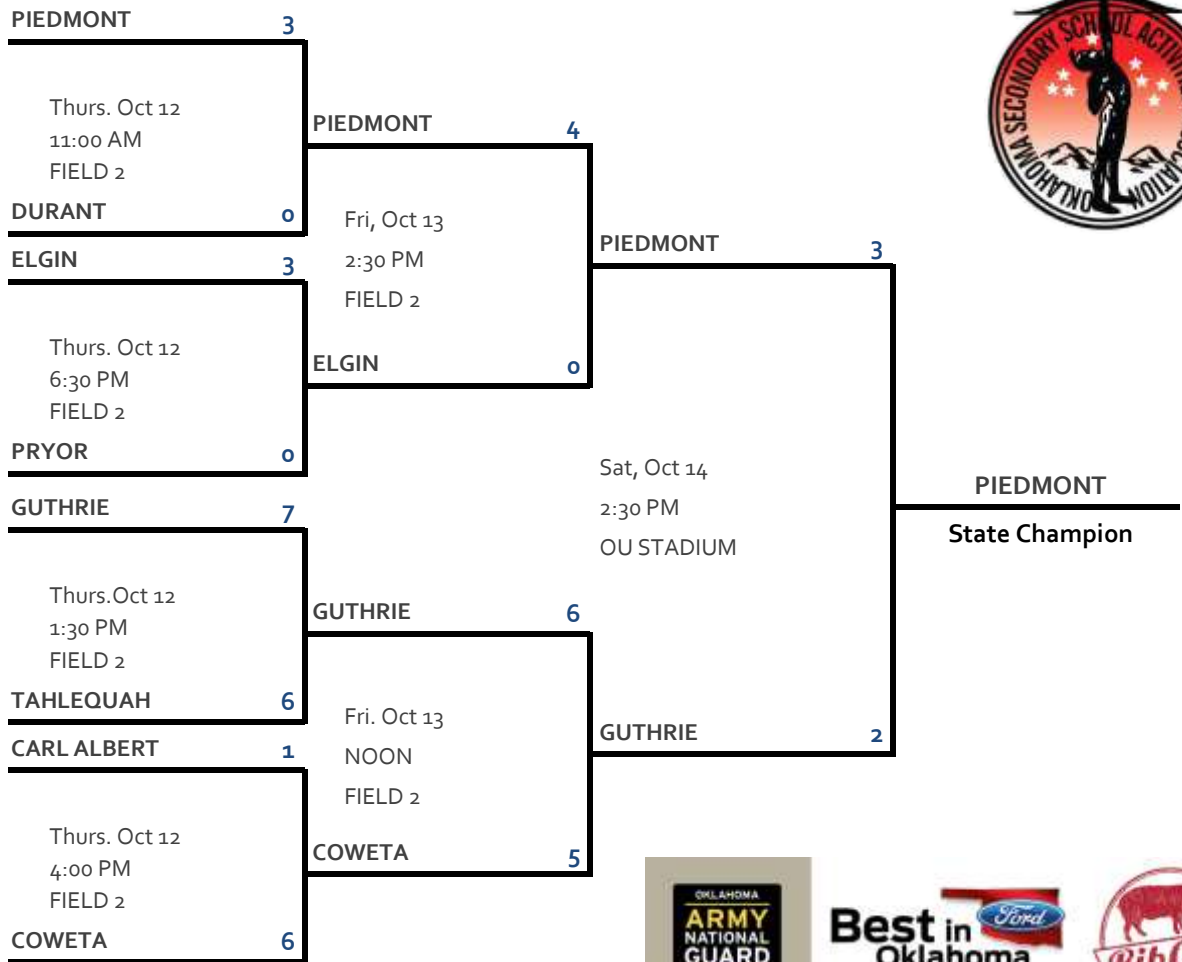 PIEDMONT 3
Thurs. Oct 12
11:00 AM
FIELD 2
DURANT 0
ELGIN 3
Thurs. Oct 12
6:30 PM
FIELD 2
PRYOR 0
GUTHRIE 7
Thurs.Oct 12
1:30 PM
FIELD 2
TAHLEQUAH 6
CARL ALBERT 1
Thurs. Oct 12
4:00 PM
FIELD 2
COWETA 6
PIEDMONT 4
Fri, Oct 13
2:30 PM
FIELD 2
ELGIN 0
GUTHRIE 6
Fri. Oct 13
NOON
FIELD 2
COWETA 5
PIEDMONT 3
Sat, Oct 14
2:30 PM
OU STADIUM
GUTHRIE 2
PIEDMONT
State Champion
OKLAHOMA SECONDARY SCHOOL
OKLAHOMA
ARMY
NATIONAL
GUARD
Best in
Ford
Oklahoma